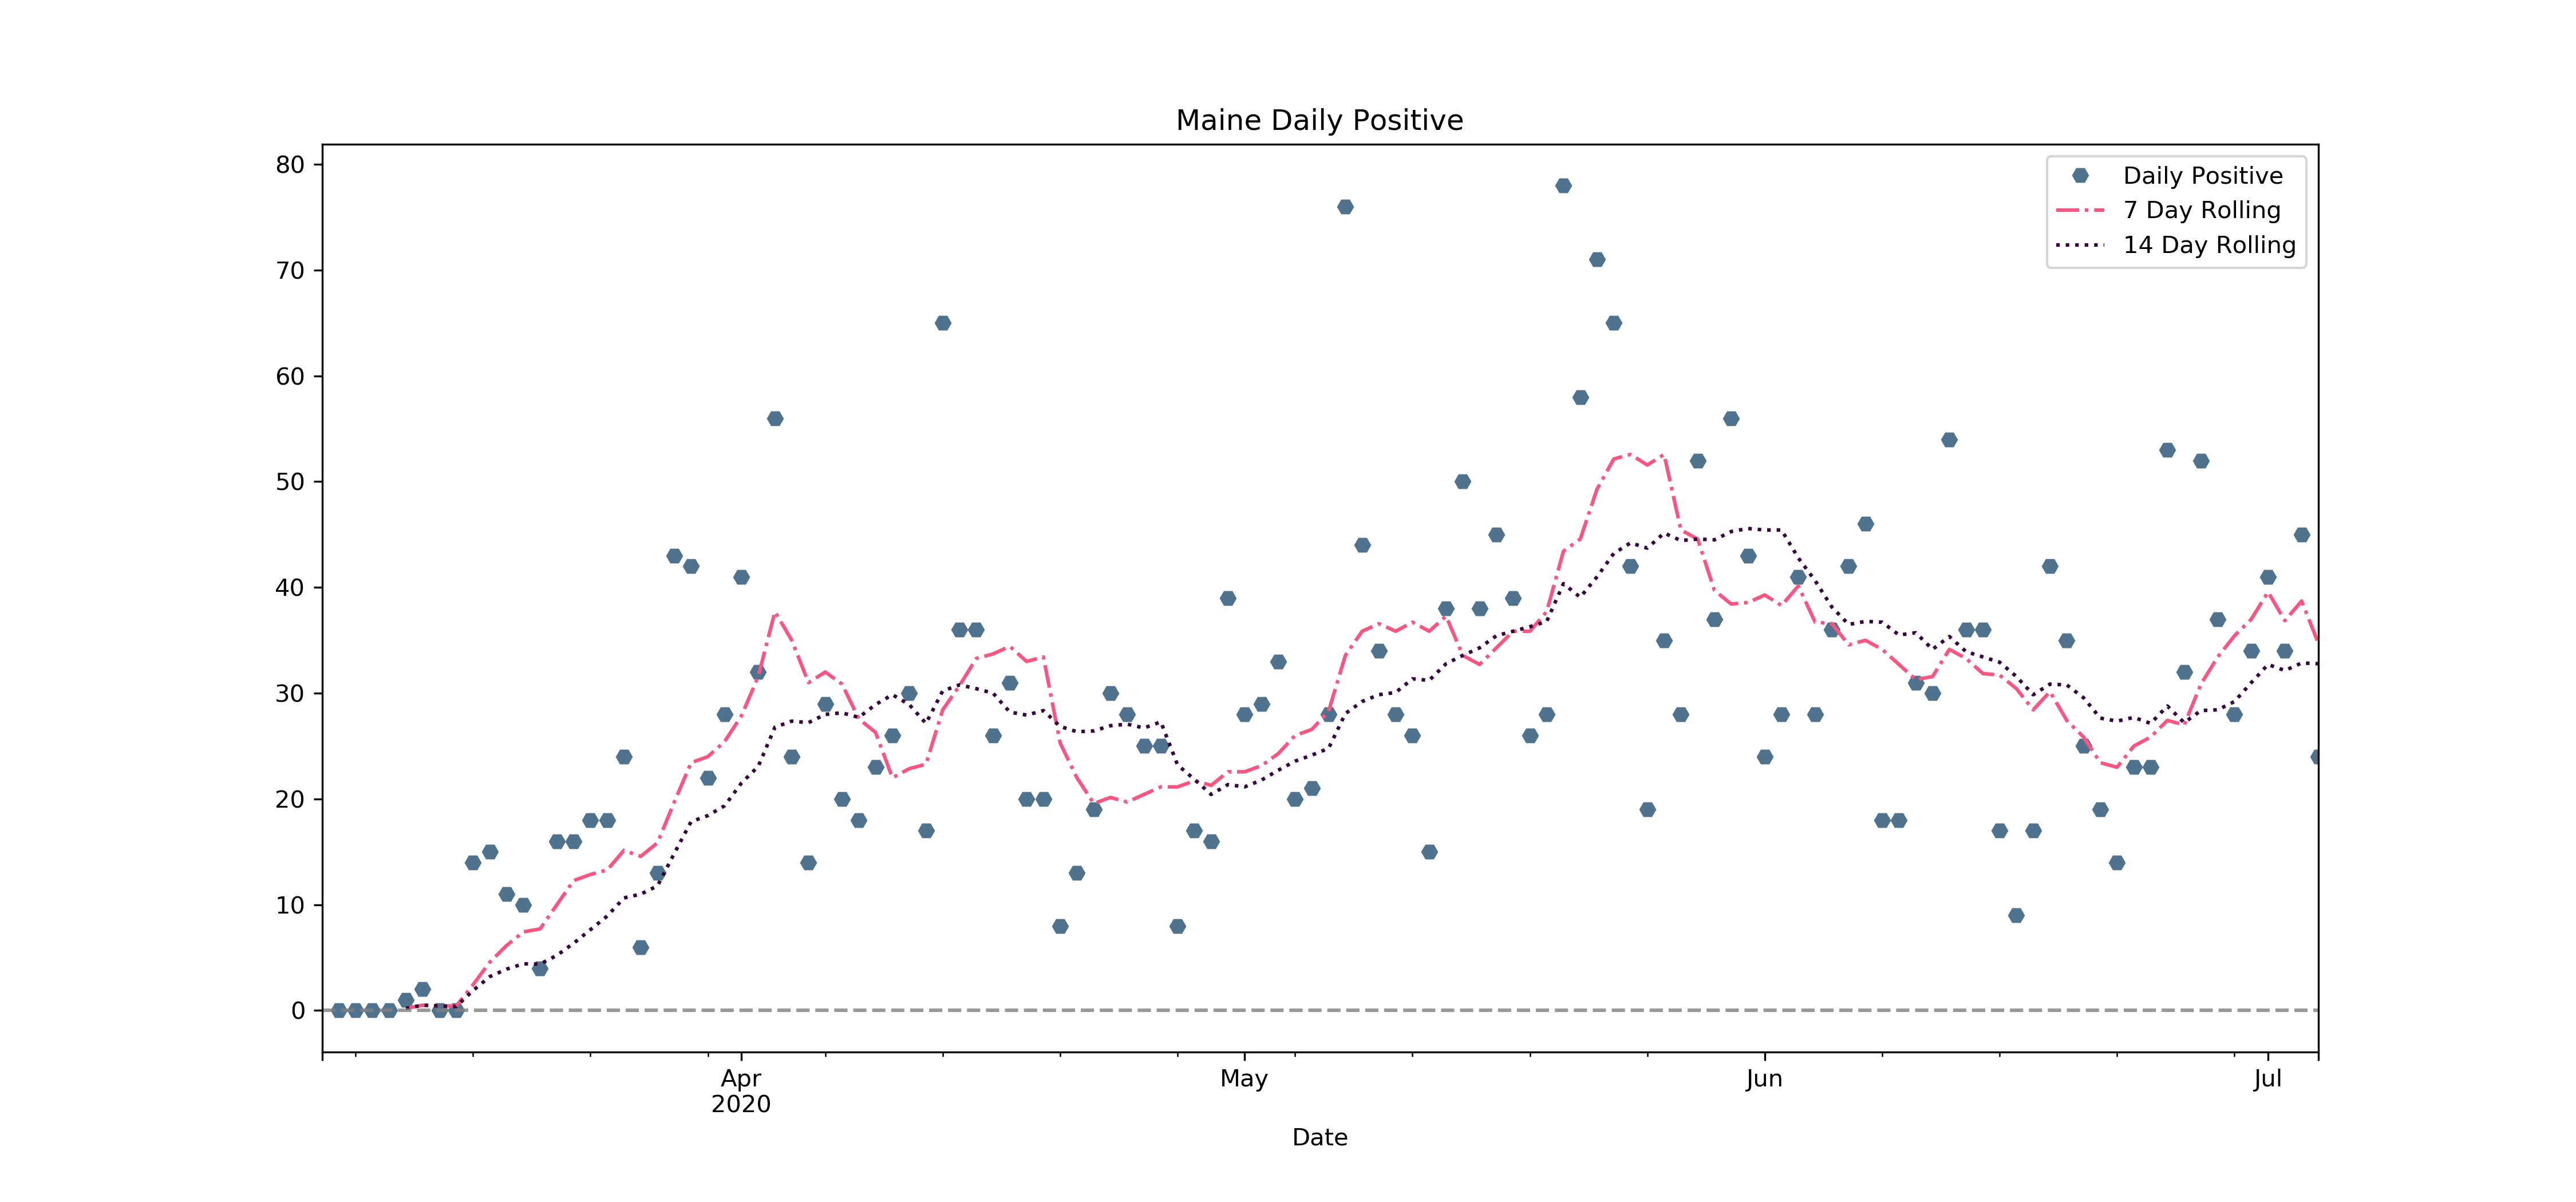 Maine Daily Positive
80
70
60
50
40
30
20
10
0
Daily Positive
7 Day Rolling
14 Day Rolling
Apr
2020
May
Jun
Jul
Date